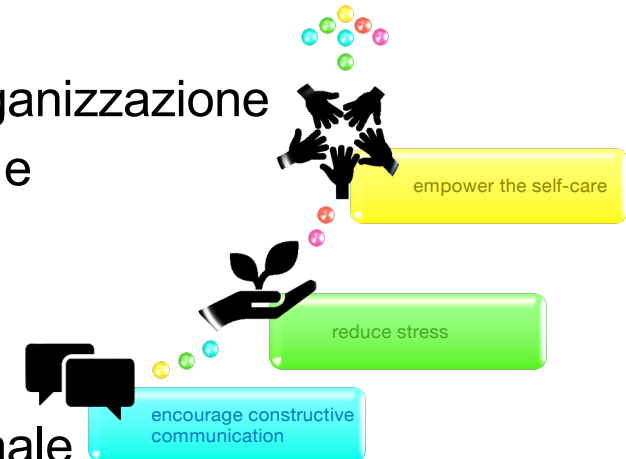 ganizzazione
e
empower the self-care
reduce stress
encourage constructive
communication
nale